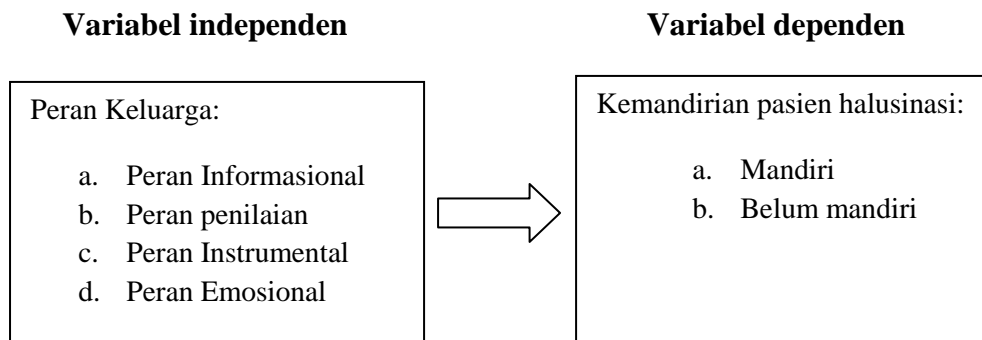 Variabel independen
Variabel dependen
Peran Keluarga:
a. Peran Informasional
b. Peran penilaian
c. Peran Instrumental
d. Peran Emosional
Kemandirian pasien halusinasi:
a. Mandiri
b. Belum mandiri